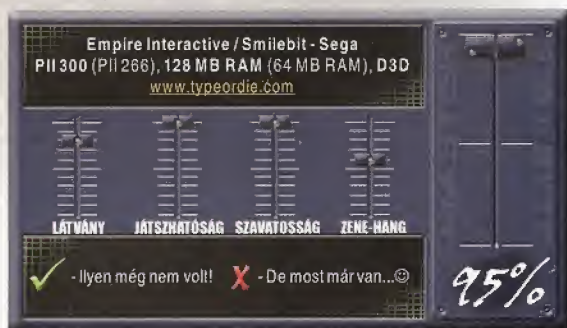 Empire Interactive / Smilebit - Sega
PII 300 (PII 266), 128 MB RAM (64 MB RAM), D3D
www.typeordie.com
LÁTVÁNY JÁTSZHATÓSÁG SZAVATOSSÁG ZENE-HANG
- Ilyen még nem volt! - De most már van...☺
95%